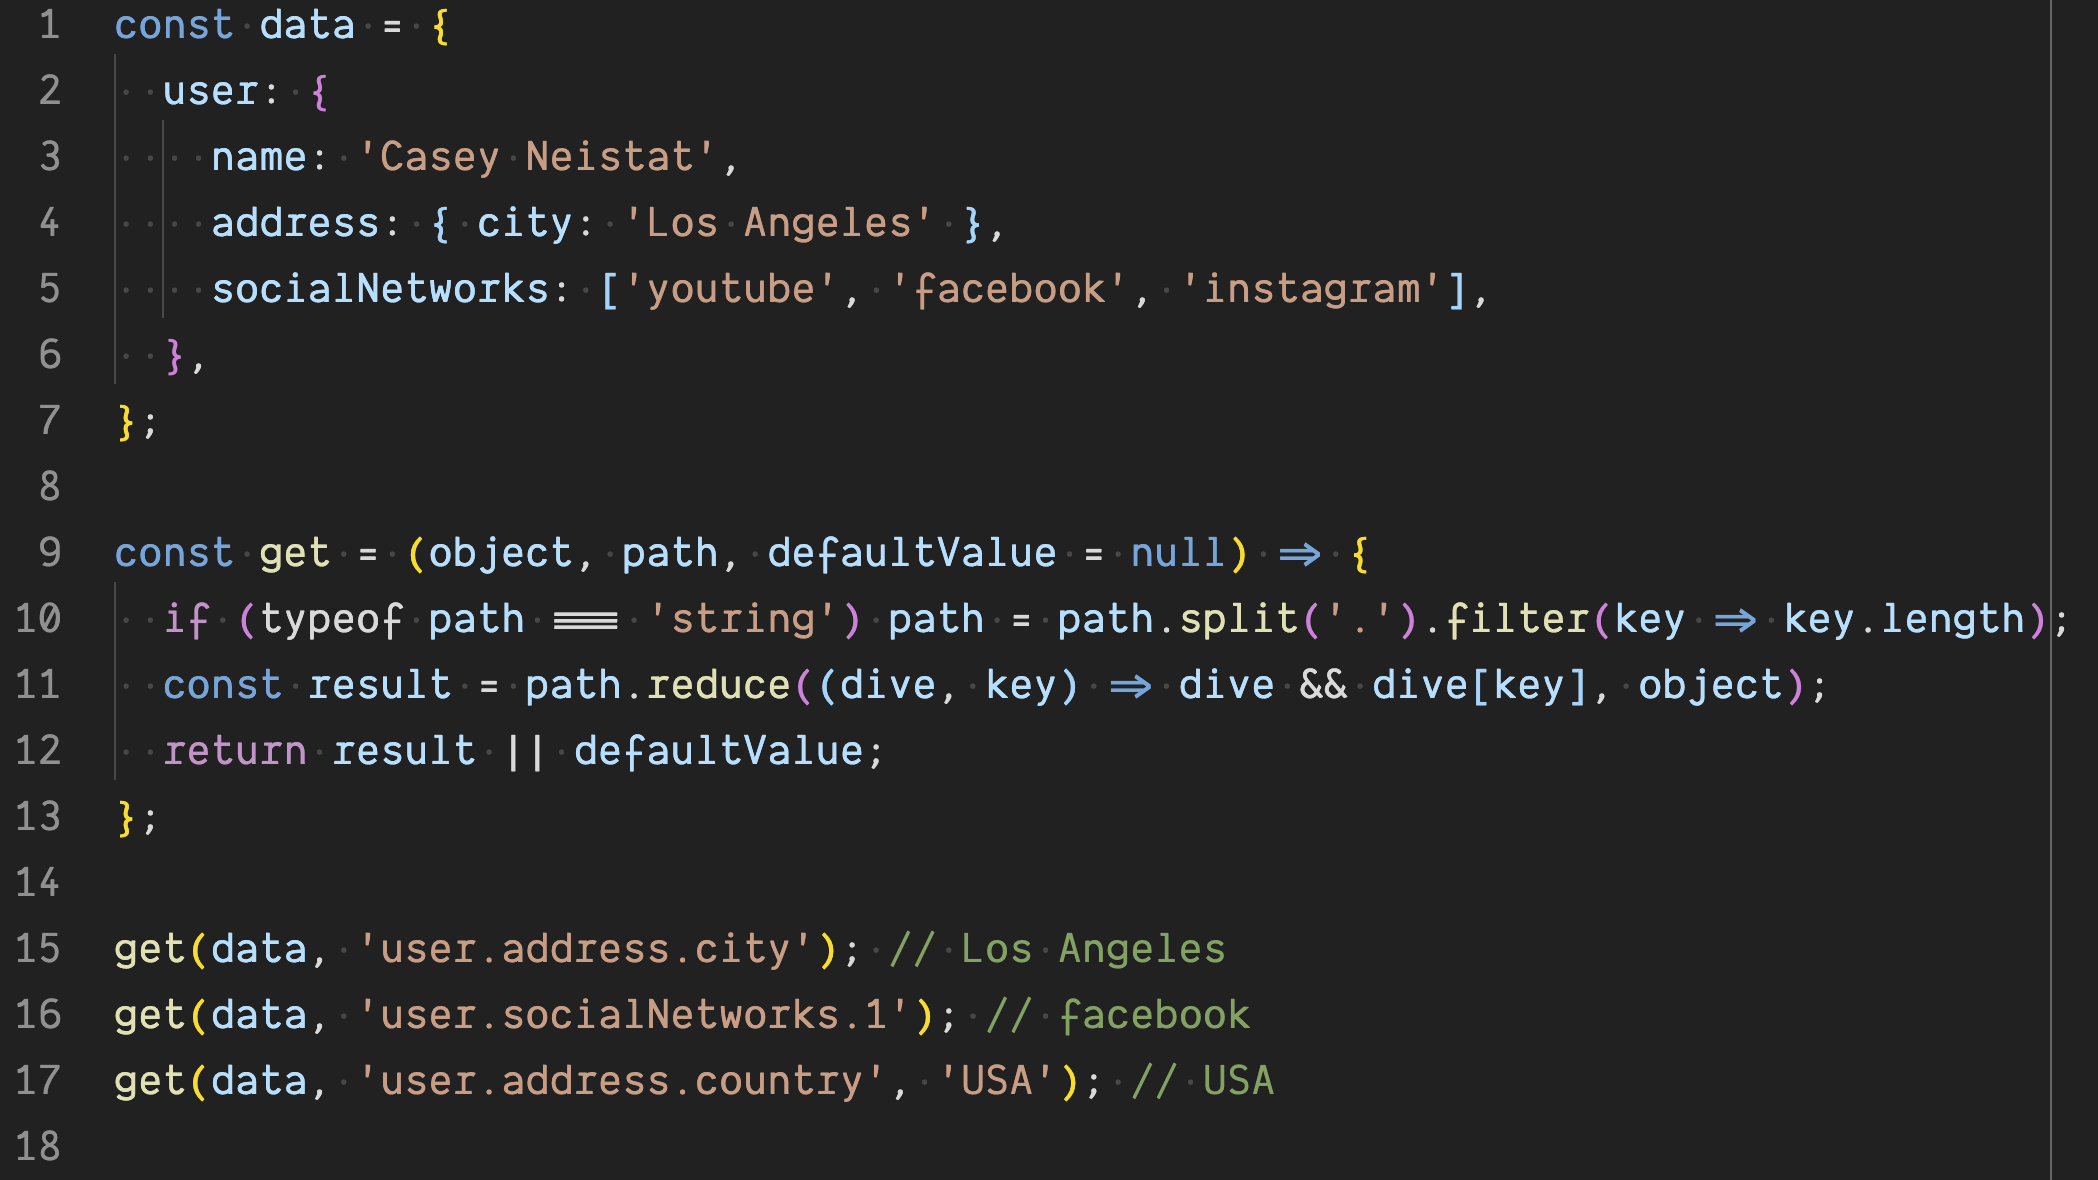 1 const data = {
2   user: {
3     name: 'Casey Neistat',
4     address: { city: 'Los Angeles' },
5     socialNetworks: ['youtube', 'facebook', 'instagram'],
6   },
7 };
8
9 const get = (object, path, defaultValue = null) => {
10   if (typeof path === 'string') path = path.split('.').filter(key => key.length);
11   const result = path.reduce((dive, key) => dive && dive[key], object);
12   return result || defaultValue;
13 };
14
15 get(data, 'user.address.city'); // Los Angeles
16 get(data, 'user.socialNetworks.1'); // facebook
17 get(data, 'user.address.country', 'USA'); // USA
18